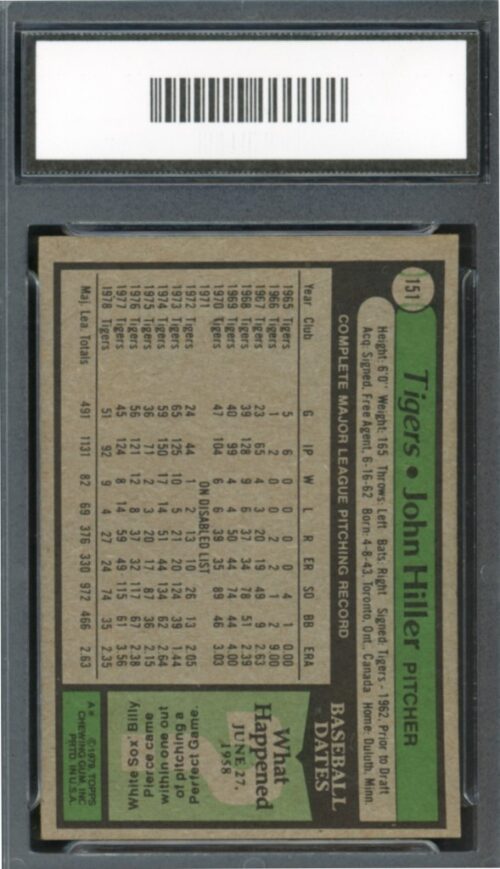 151
Tigers • John Hiller PITCHER
Height: 6'0" Weight: 165 Throws: Left Bats: Right Signed: Tigers - 1962, Prior to Draft
Acq: Signed, Free Agent, 6-16-62 Born: 4-8-43, Toronto, Ont., Canada Home: Duluth, Minn.
COMPLETE MAJOR LEAGUE PITCHING RECORD
Year Club G IP W L R ER SO BB ERA
1965 Tigers 5 6 0 0 0 0 4 1 0.00
1966 Tigers 1 2 0 0 2 2 1 2 9.00
1967 Tigers 23 65 4 3 20 19 49 9 2.63
1968 Tigers 39 128 9 6 37 34 78 51 2.39
1969 Tigers 40 99 4 4 50 44 74 44 4.00
1970 Tigers 47 104 6 6 39 35 89 46 3.03
1971 ON DISABLED LIST
1972 Tigers 24 44 1 2 13 10 26 13 2.05
1973 Tigers 65 125 10 5 21 20 124 39 1.44
1974 Tigers 59 150 17 14 51 44 134 62 2.64
1975 Tigers 36 71 2 3 20 17 87 36 2.15
1976 Tigers 56 121 12 8 37 32 117 67 2.38
1977 Tigers 45 124 8 14 59 49 115 61 3.56
1978 Tigers 51 92 9 4 27 24 74 35 2.35
Maj. Lea. Totals 491 1131 82 69 376 330 972 466 2.63
BASEBALL
DATES
What
Happened
JUNE 27,
1958
White Sox' Billy
Pierce came
within one out
of pitching a
Perfect Game.
A* ©1979 TOPPS
CHEWING GUM, INC.
PRTD. IN U.S.A.